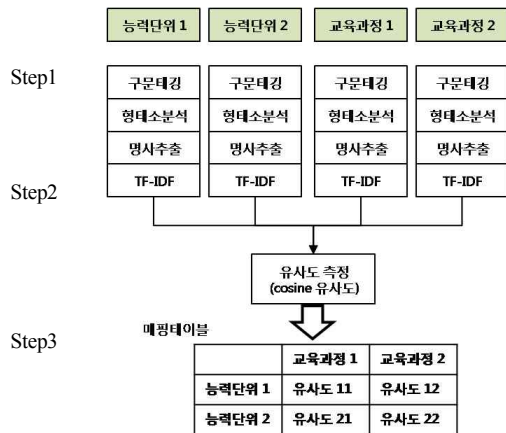 능력단위 1 능력단위 2 교육과정 1 교육과정 2
Step1
구문태깅 구문태깅 구문태깅 구문태깅
형태소분석 형태소분석 형태소분석 형태소분석
명사추출 명사추출 명사추출 명사추출
Step2
TF-IDF TF-IDF TF-IDF TF-IDF
유사도 측정
(cosine 유사도)
Step3
매핑테이블
교육과정 1 교육과정 2
능력단위 1 유사도 11 유사도 12
능력단위 2 유사도 21 유사도 22